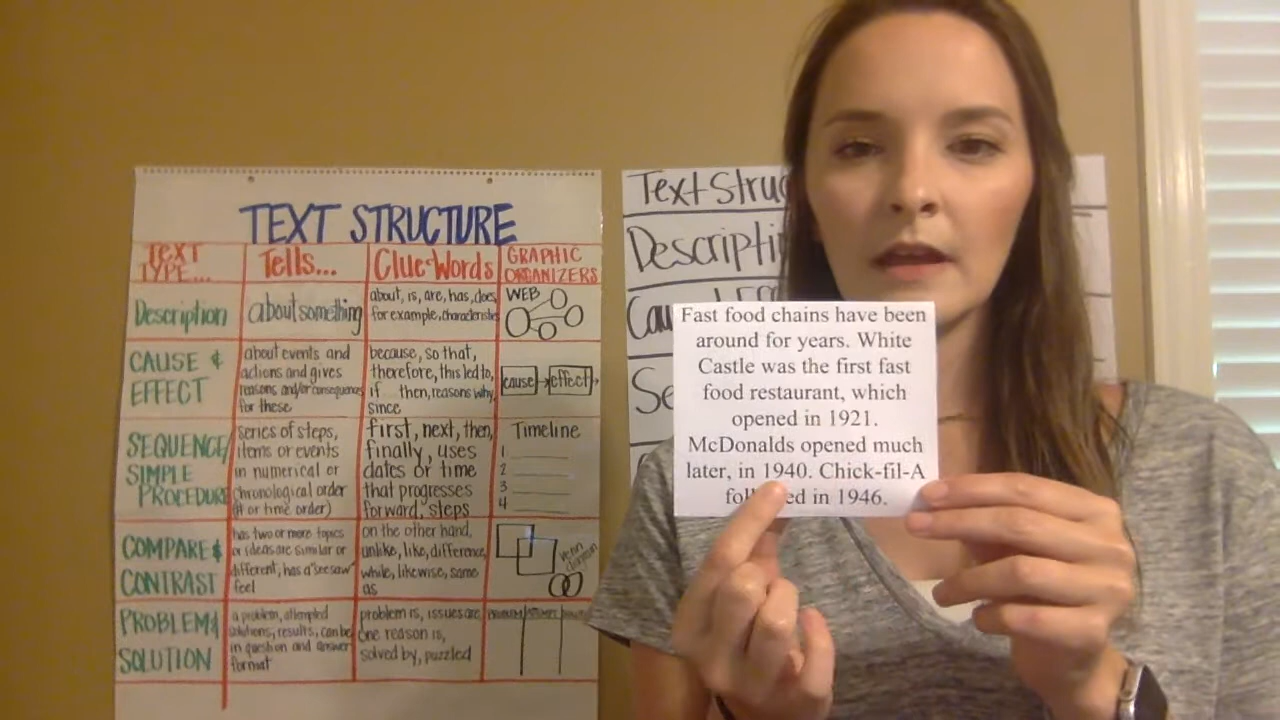 TEXT STRUCTURE
TEXT TYPE...
Tells...
Clue Words
GRAPHIC ORGANIZERS
Description
about something
about, is, are, has, does,
for example, characteristics
WEB
CAUSE &
EFFECT
about events and
actions and gives
reasons and/or consequences
for these
because, so that,
therefore, this led to,
if ... then, reasons why,
since
cause
effect
SEQUENCE/
SIMPLE
PROCEDURE
series of steps,
items or events
in numerical or
chronological order
(# or time order)
first, next, then,
finally, uses
dates or time
that progresses
forward, steps
Timeline
1
2
3
4
COMPARE &
CONTRAST
has two or more topics
or ideas are similar or
different, has a "seesaw"
feel
on the other hand,
unlike, like, difference,
while, likewise, same
as
Venn
diagram
PROBLEM &
SOLUTION
a problem, attempted
solutions, results, can be
in question and answer
format
problem is, issues are
one reason is,
solved by, puzzled
Text Struc
Descripti
Cau
Se
Fast food chains have been
around for years. White
Castle was the first fast
food restaurant, which
opened in 1921.
McDonalds opened much
later, in 1940. Chick-fil-A
fol ed in 1946.